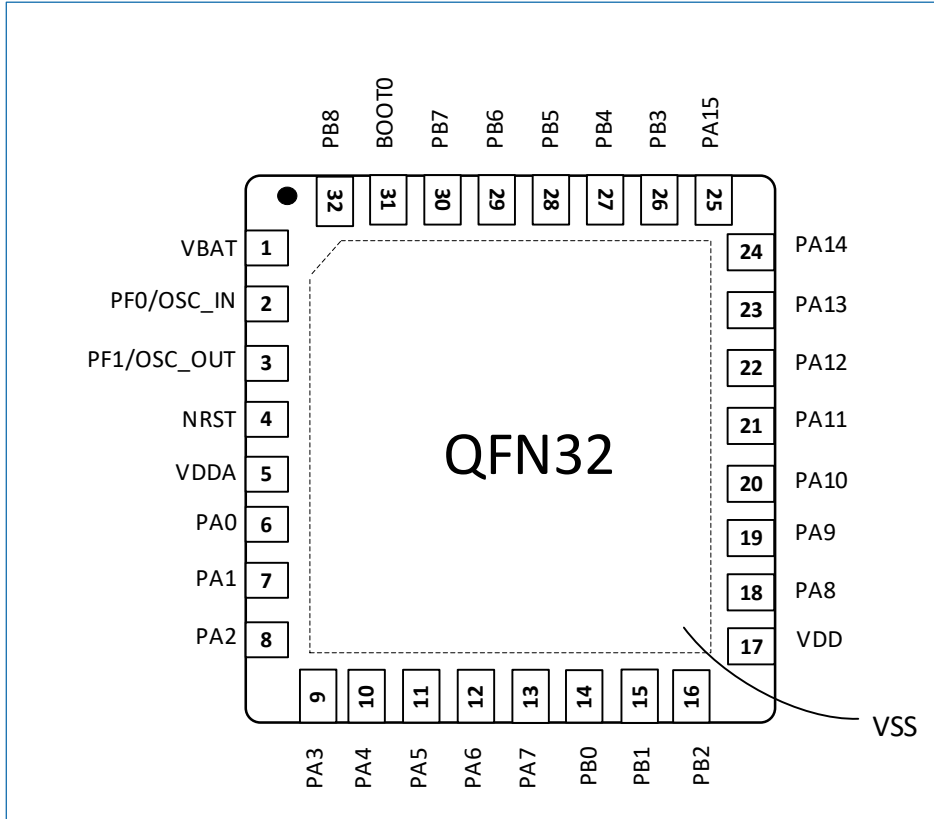 PB8 BOOT0 PB7 PB6 PB5 PB4 PB3 PA15
32 31 30 29 28 27 26 25
VBAT 1
PF0/OSC_IN 2
PF1/OSC_OUT 3
NRST 4
VDDA 5
PA0 6
PA1 7
PA2 8
QFN32
24 PA14
23 PA13
22 PA12
21 PA11
20 PA10
19 PA9
18 PA8
17 VDD
VSS
9 10 11 12 13 14 15 16
PA3 PA4 PA5 PA6 PA7 PB0 PB1 PB2